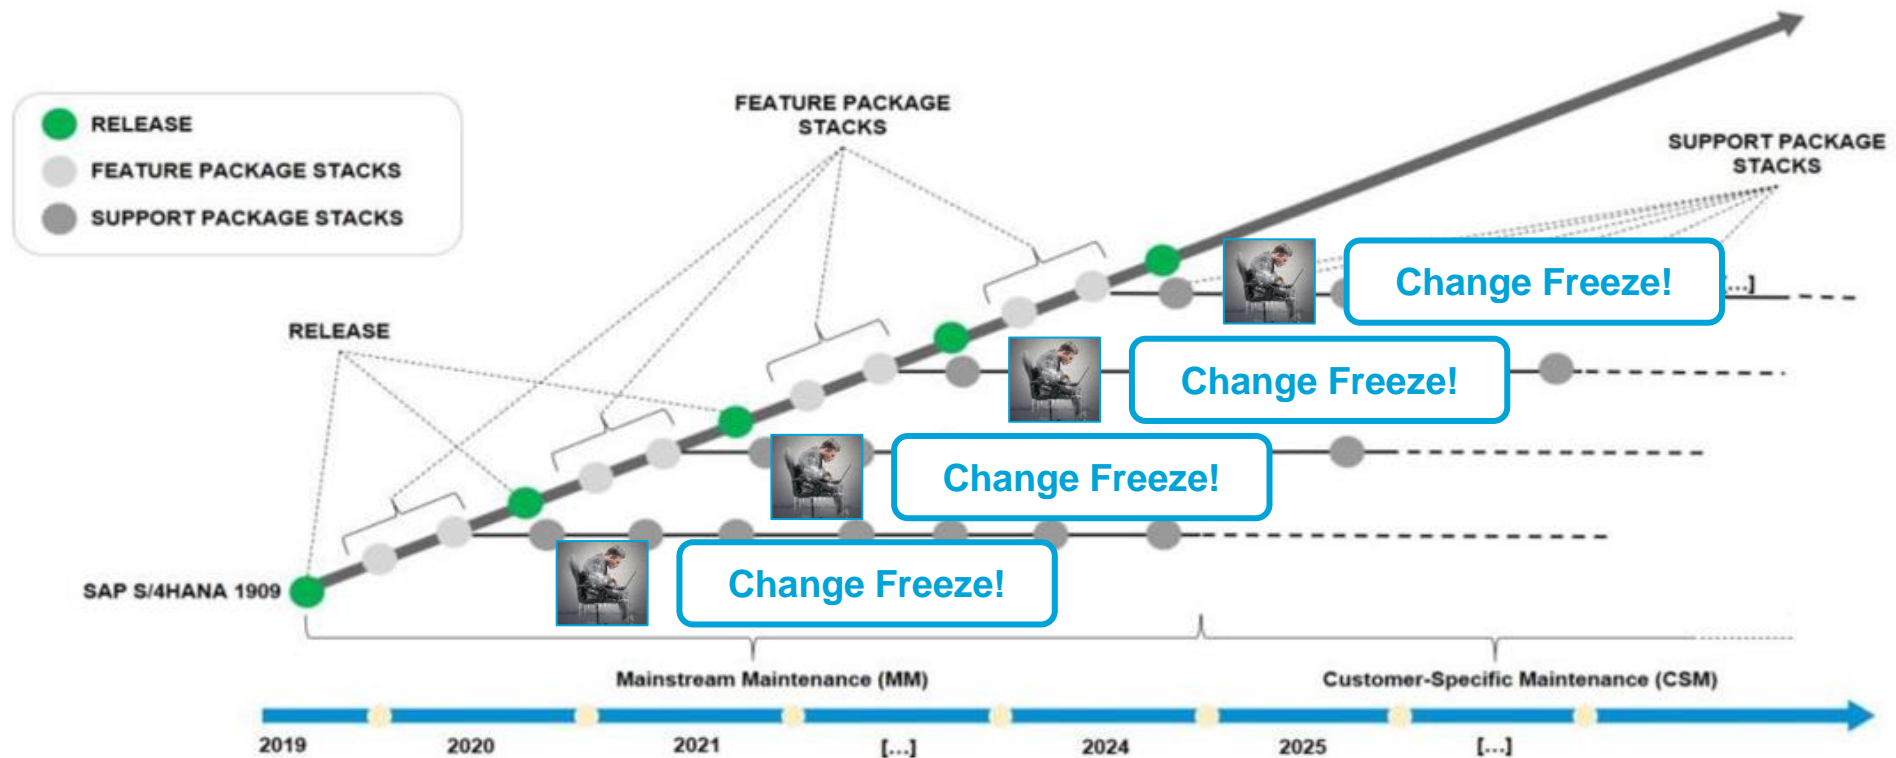 FEATURE PACKAGE
STACKS
RELEASE
FEATURE PACKAGE STACKS
SUPPORT PACKAGE STACKS
SUPPORT PACKAGE
STACKS
RELEASE
Change Freeze!
[...]
Change Freeze!
Change Freeze!
Change Freeze!
SAP S/4HANA 1909
Mainstream Maintenance (MM)
Customer-Specific Maintenance (CSM)
2019 2020 2021 [...] 2024 2025 [...]